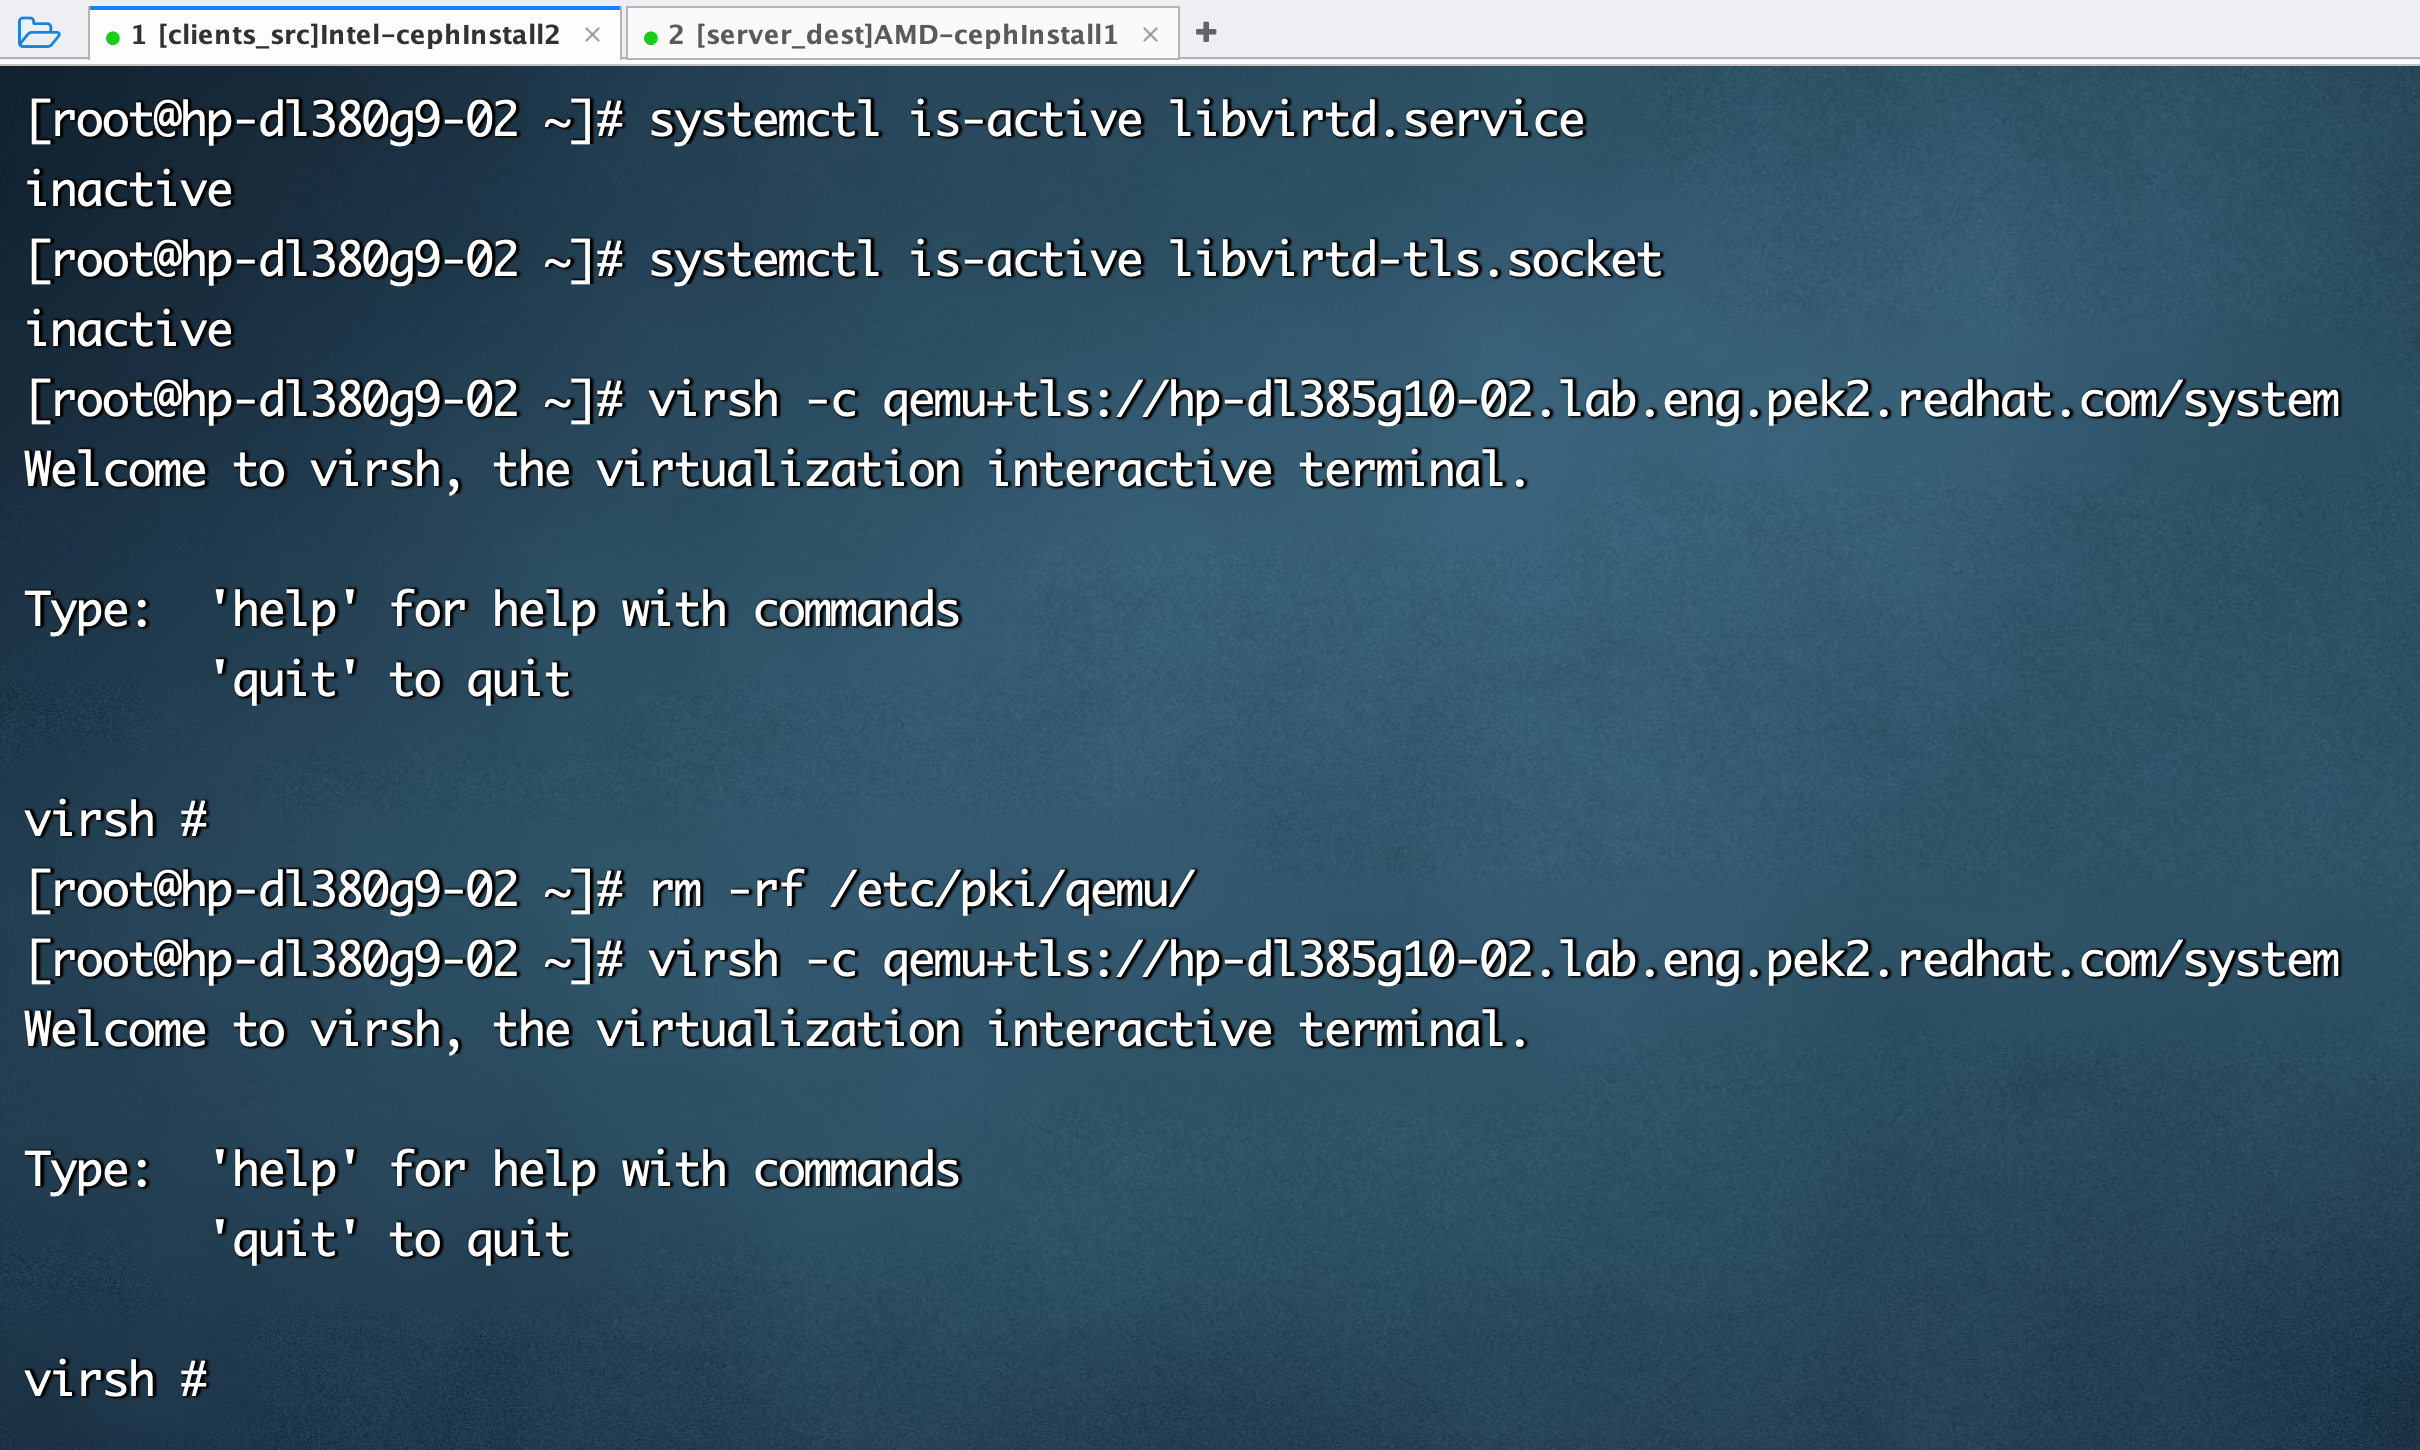 1 [clients_src]Intel-cephInstall2 × 2 [server_dest]AMD-cephInstall1 × +
[root@hp-dl380g9-02 ~]# systemctl is-active libvirtd.service
inactive
[root@hp-dl380g9-02 ~]# systemctl is-active libvirtd-tls.socket
inactive
[root@hp-dl380g9-02 ~]# virsh -c qemu+tls://hp-dl385g10-02.lab.eng.pek2.redhat.com/system
Welcome to virsh, the virtualization interactive terminal.
Type:  'help' for help with commands
'quit' to quit
virsh #
[root@hp-dl380g9-02 ~]# rm -rf /etc/pki/qemu/
[root@hp-dl380g9-02 ~]# virsh -c qemu+tls://hp-dl385g10-02.lab.eng.pek2.redhat.com/system
Welcome to virsh, the virtualization interactive terminal.
Type:  'help' for help with commands
'quit' to quit
virsh #